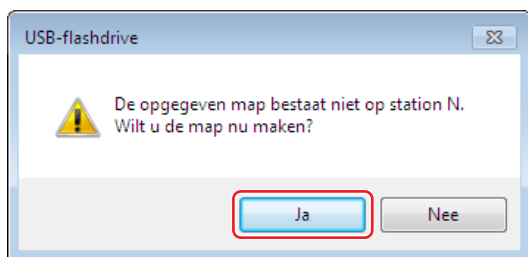 USB-flashdrive
De opgegeven map bestaat niet op station N.
Wilt u de map nu maken?
Ja
Nee